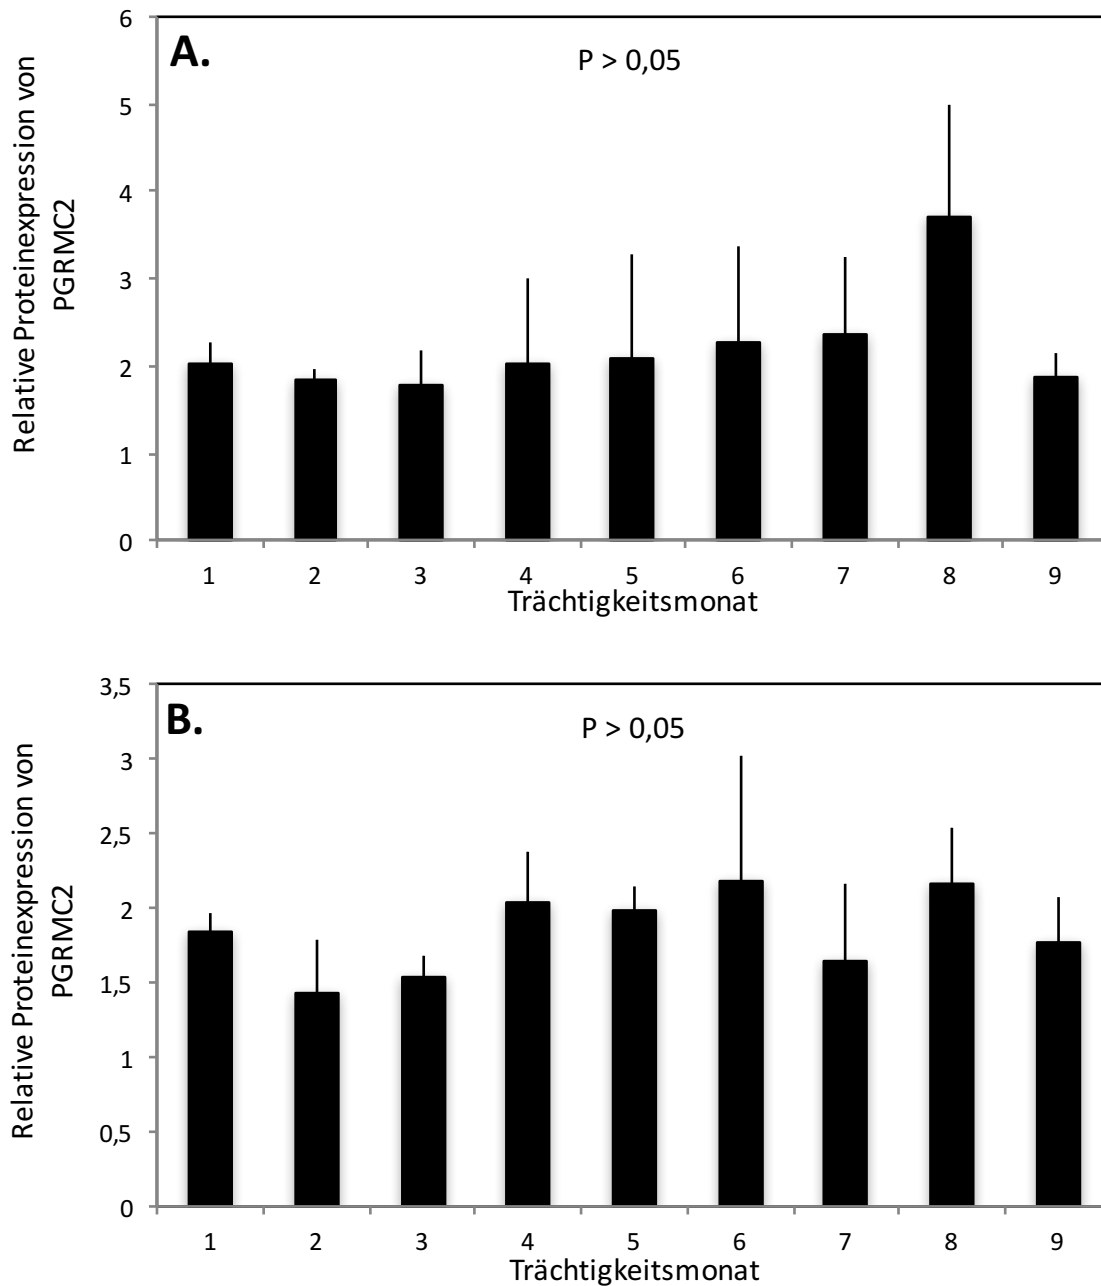 A.
P > 0,05
Relative Proteinexpression von
PGRMC2
6
5
4
3
2
1
0
1 2 3 4 5 6 7 8 9
Trächtigkeitsmonat
B.
P > 0,05
Relative Proteinexpression von
PGRMC2
3,5
3
2,5
2
1,5
1
0,5
0
1 2 3 4 5 6 7 8 9
Trächtigkeitsmonat